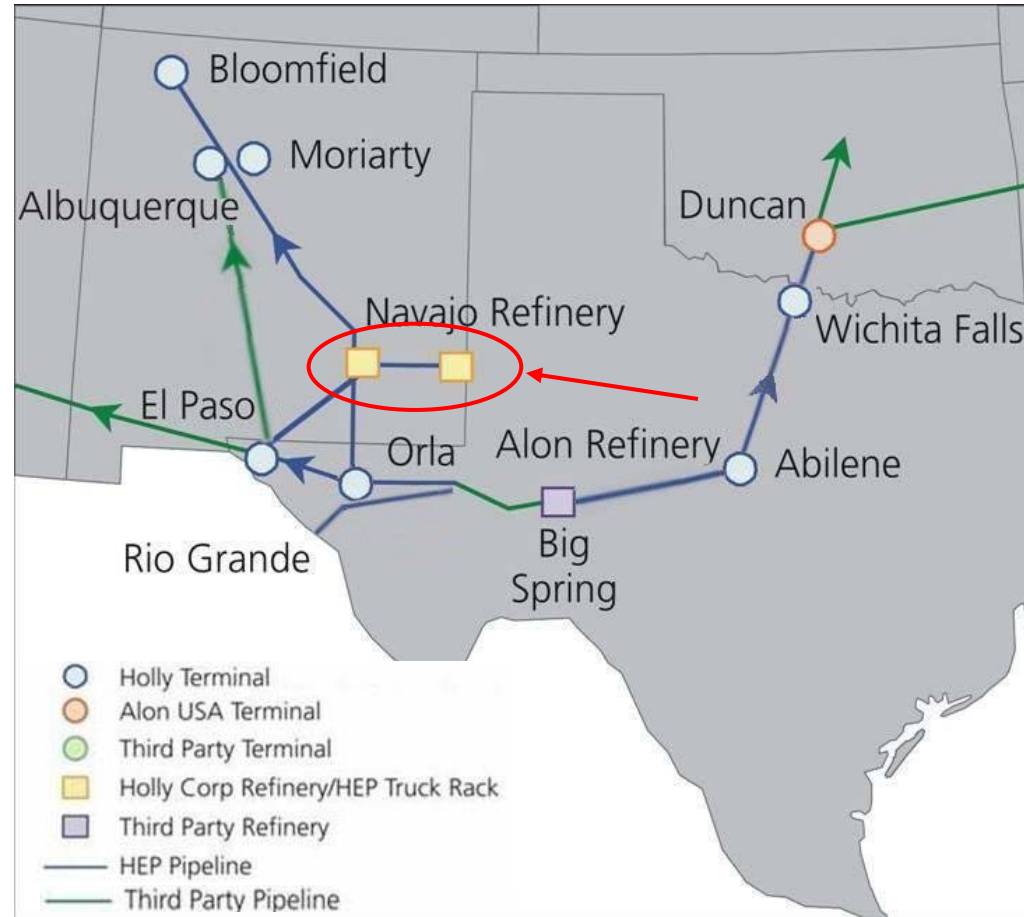 Bloomfield
Moriarty
Albuquerque
Duncan
Navajo Refinery
Wichita Falls
El Paso
Orla
Alon Refinery
Abilene
Rio Grande
Big
Spring
Holly Terminal
Alon USA Terminal
Third Party Terminal
Holly Corp Refinery/HEP Truck Rack
Third Party Refinery
HEP Pipeline
Third Party Pipeline